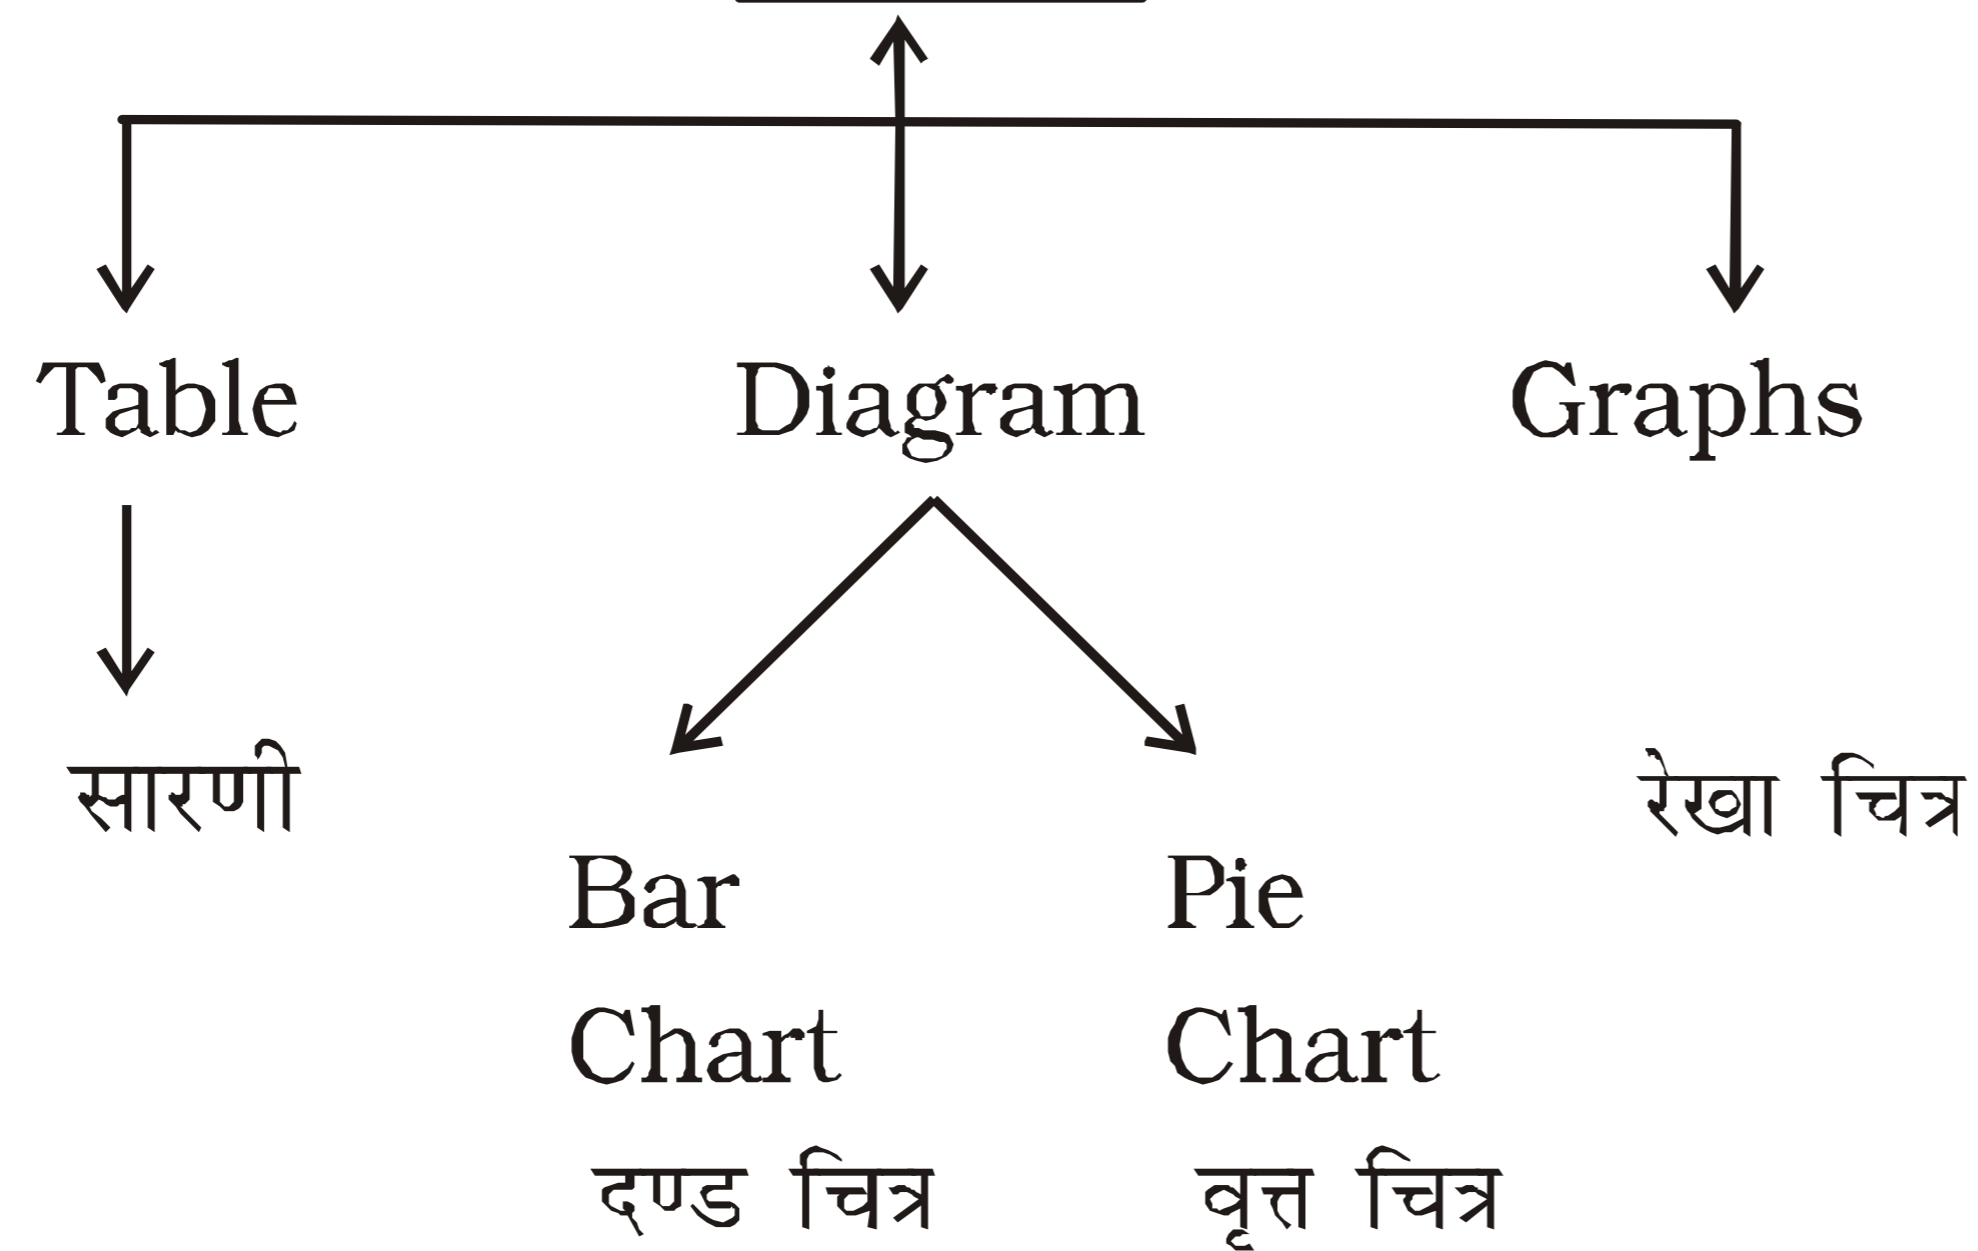 Table Diagram Graphs
सारणी रेखा चित्र
Bar Pie
Chart Chart
दण्ड चित्र वृत्त चित्र